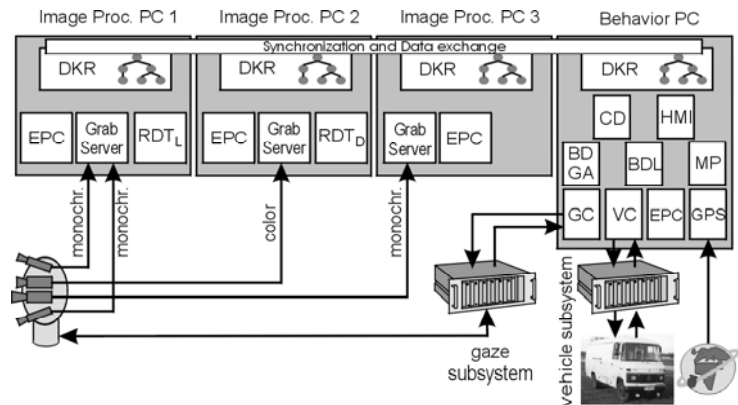 Image Proc. PC 1
Image Proc. PC 2
Image Proc. PC 3
Behavior PC
Synchronization and Data exchange
DKR
DKR
DKR
DKR
EPC
Grab
Server
RDT_L
EPC
Grab
Server
RDT_D
Grab
Server
EPC
CD
HMI
BD
GA
BDL
MP
GC
VC
EPC
GPS
monochr.
monochr.
color
monochr.
gaze
subsystem
vehicle subsystem